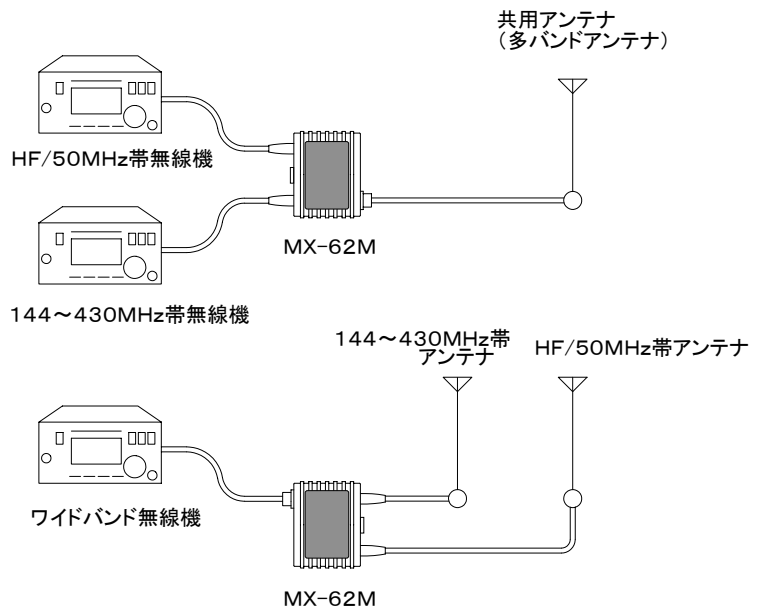 共用アンテナ
（多バンドアンテナ）
HF/50MHz帯無線機
MX-62M
144～430MHz帯無線機
144～430MHz帯
アンテナ
HF/50MHz帯アンテナ
ワイドバンド無線機
MX-62M